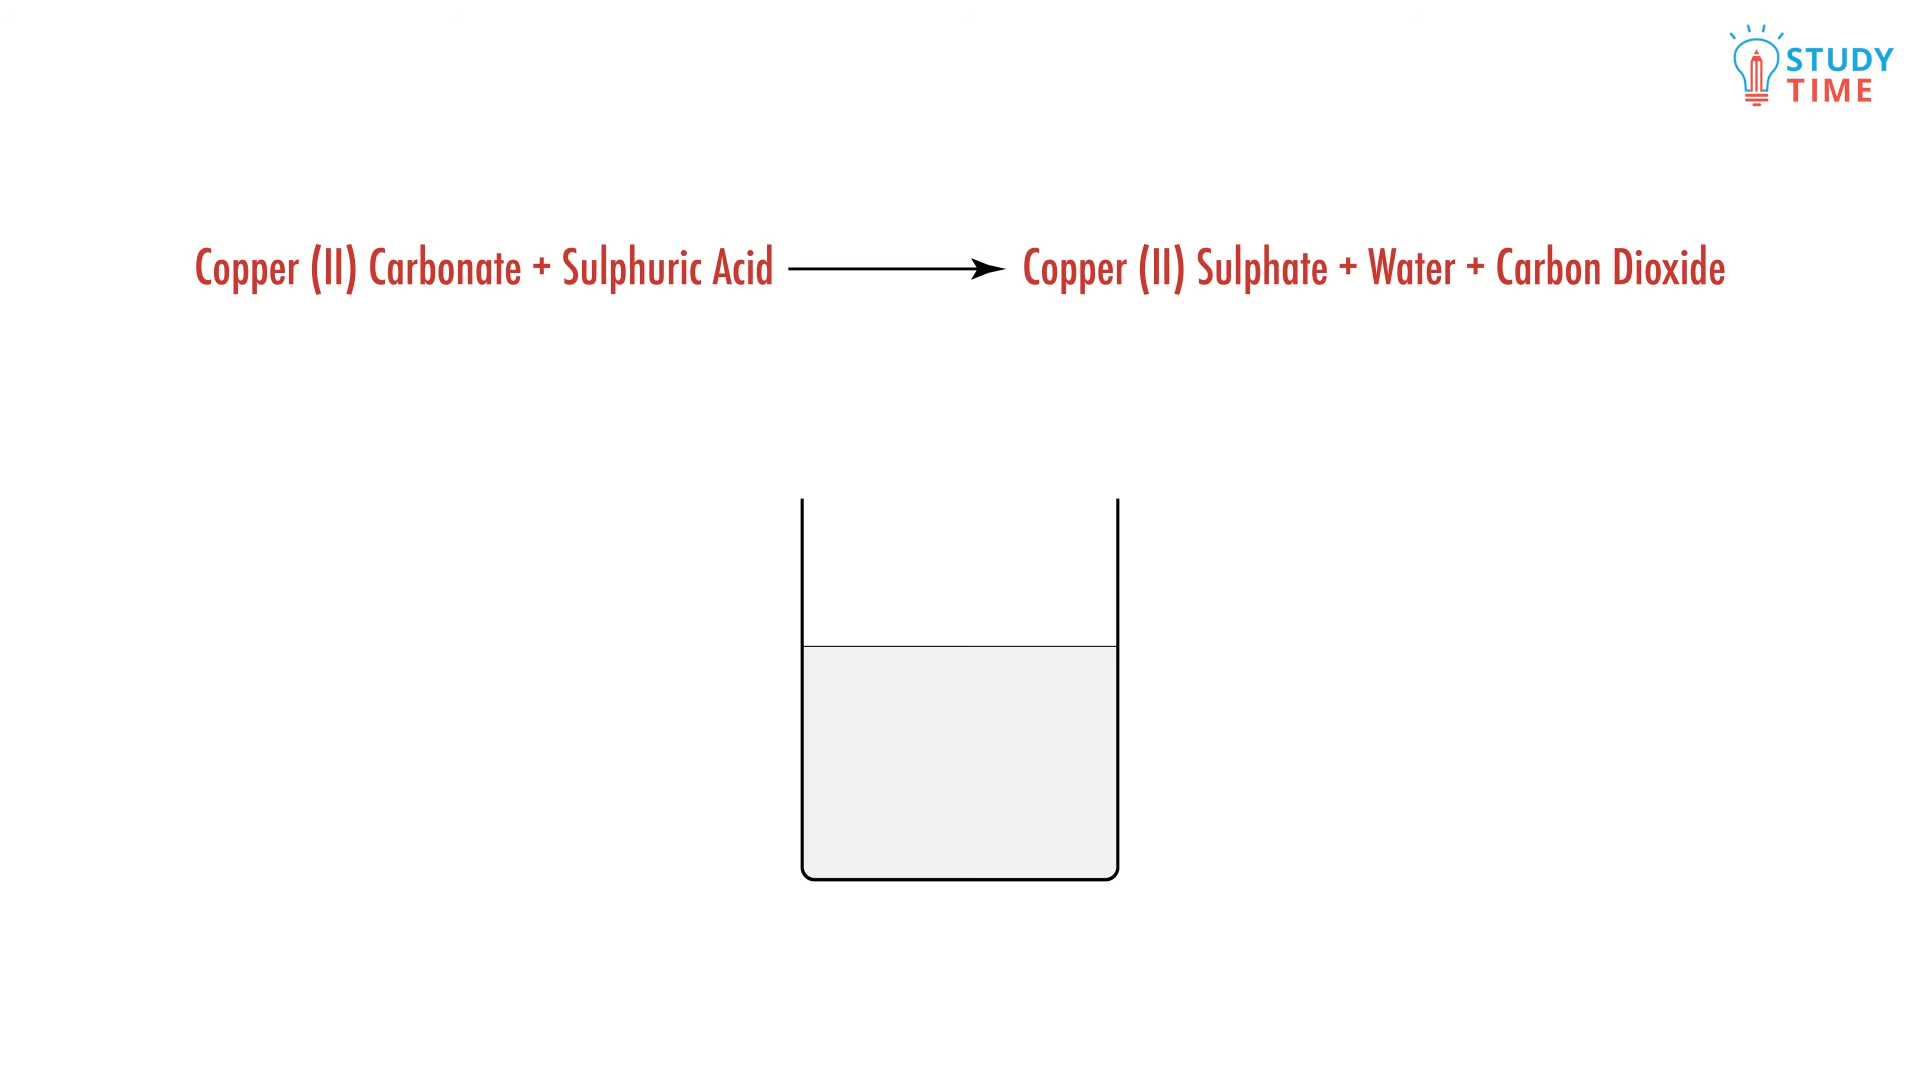 STUDY
TIME
Copper (II) Carbonate + Sulphuric Acid Copper (II) Sulphate + Water + Carbon Dioxide